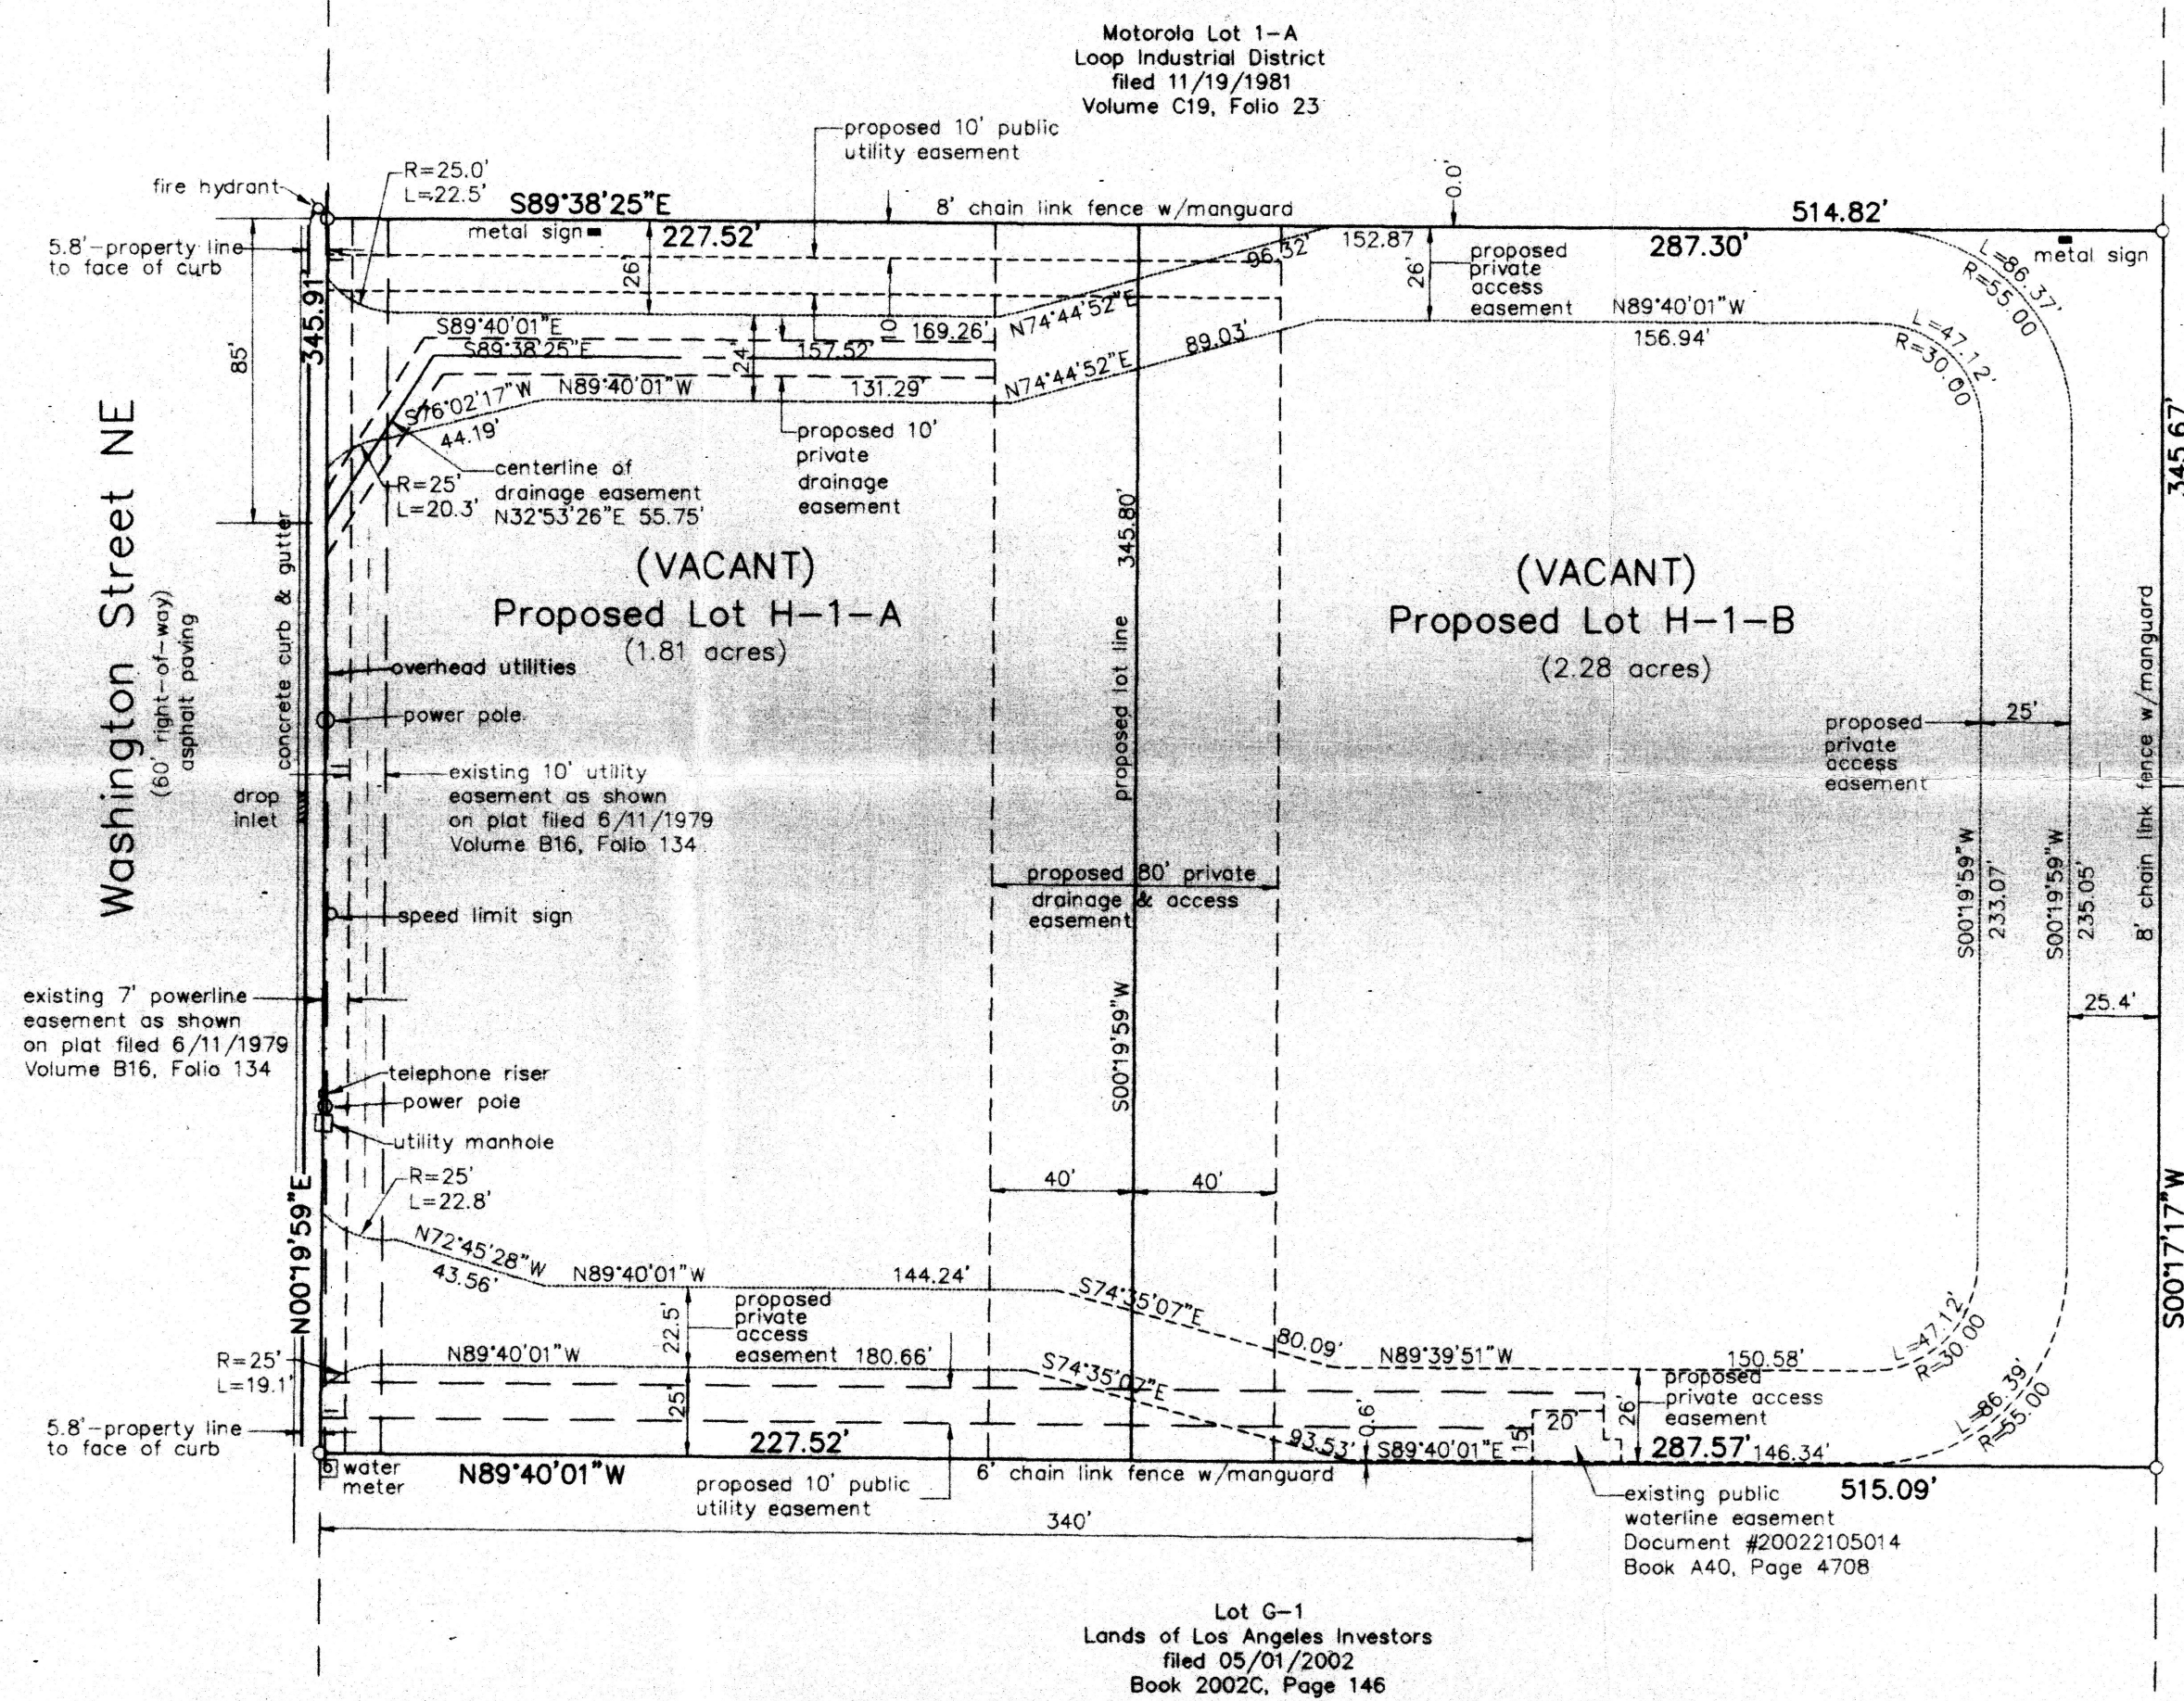 Motorola Lot 1-A
Loop Industrial District
filed 11/19/1981
Volume C19, Folio 23
proposed 10' public
utility easement
R=25.0'
L=22.5'
fire hydrant
S89°38'25"E
8' chain link fence w/manguard
0.0'
514.82'
metal sign
227.52'
5.8'-property line
to face of curb
26'
96.32'
152.87
26'
proposed
private
access
easement
287.30'
metal sign
L=86.37'
R=55.00
345.91'
85'
S89°40'01"E
S89°38'25"E
24'
157.52'
10
169.26'
N74°44'52"E
89.03'
N89°40'01"W
156.94'
L=47.12'
R=30.00
S76°02'17"W
44.19'
N89°40'01"W
131.29'
N74°44'52"E
345.67'
proposed 10'
private
drainage
easement
centerline of
drainage easement
N32°53'26"E 55.75'
R=25'
L=20.3'
Washington Street NE
(60' right-of-way)
asphalt paving
concrete curb & gutter
(VACANT)
Proposed Lot H-1-A
(1.81 acres)
345.80'
proposed lot line
(VACANT)
Proposed Lot H-1-B
(2.28 acres)
overhead utilities
power pole
existing 10' utility
easement as shown
on plat filed 6/11/1979
Volume B16, Folio 134
drop
inlet
proposed
private
access
easement
25'
8' chain link fence w/manguard
proposed 80' private
drainage & access
easement
speed limit sign
S00°19'59"W
233.07'
S00°19'59"W
235.05'
existing 7' powerline
easement as shown
on plat filed 6/11/1979
Volume B16, Folio 134
25.4'
S00°19'59"W
telephone riser
power pole
utility manhole
R=25'
L=22.8'
40'
40'
N00°19'59"E
S00°17'17"W
N72°45'28"W
43.56'
N89°40'01"W
144.24'
S74°35'07"E
80.09'
22.5'
proposed
private
access
easement
180.66'
R=25'
L=19.1'
N89°40'01"W
S74°35'07"E
N89°39'51"W
150.58'
L=47.12'
R=30.00
proposed
private access
easement
26'
25'
5.8'-property line
to face of curb
227.52'
93.53'
0.6'
S89°40'01"E
15'
20'
287.57'
146.34'
L=86.39'
R=55.00
water
meter
N89°40'01"W
proposed 10' public
utility easement
6' chain link fence w/manguard
340'
existing public
waterline easement
Document #20022105014
Book A40, Page 4708
515.09'
Lot G-1
Lands of Los Angeles Investors
filed 05/01/2002
Book 2002C, Page 146